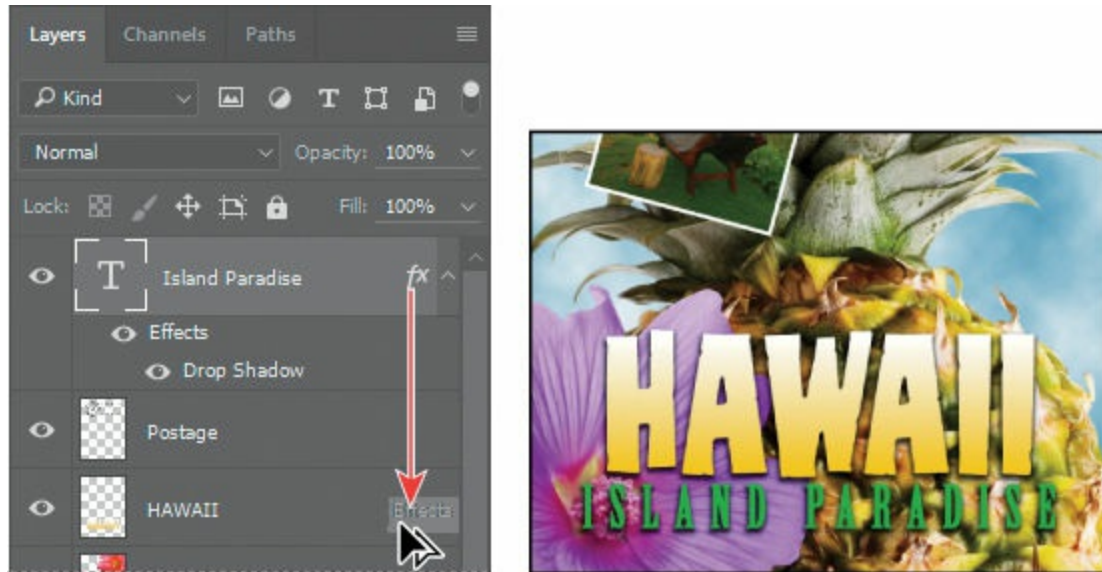 Layers Channels Paths
Kind T
Normal Opacity: 100%
Lock: Fill: 100%
T Island Paradise fx
Effects
Drop Shadow
Postage
HAWAII Effects
HAWAII
ISLAND PARADISE